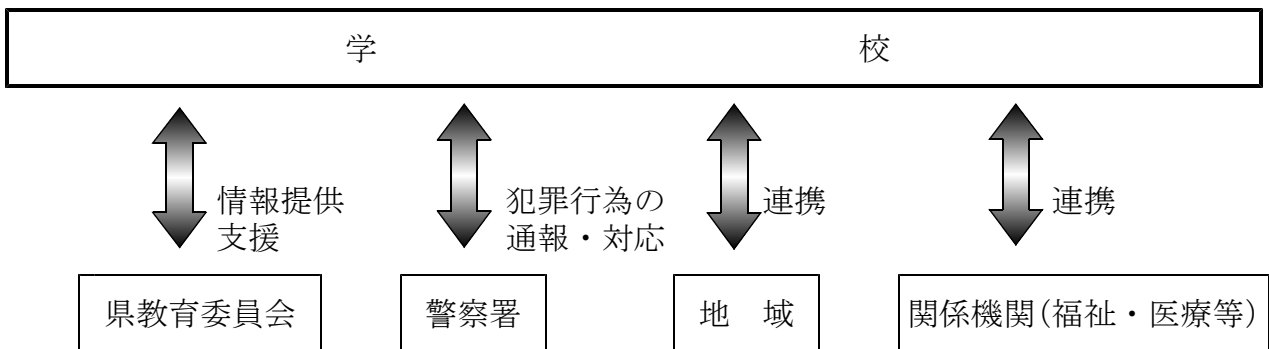 学 校
情報提供
支援
犯罪行為の
通報・対応
連携
連携
県教育委員会
警察署
地 域
関係機関(福祉・医療等)